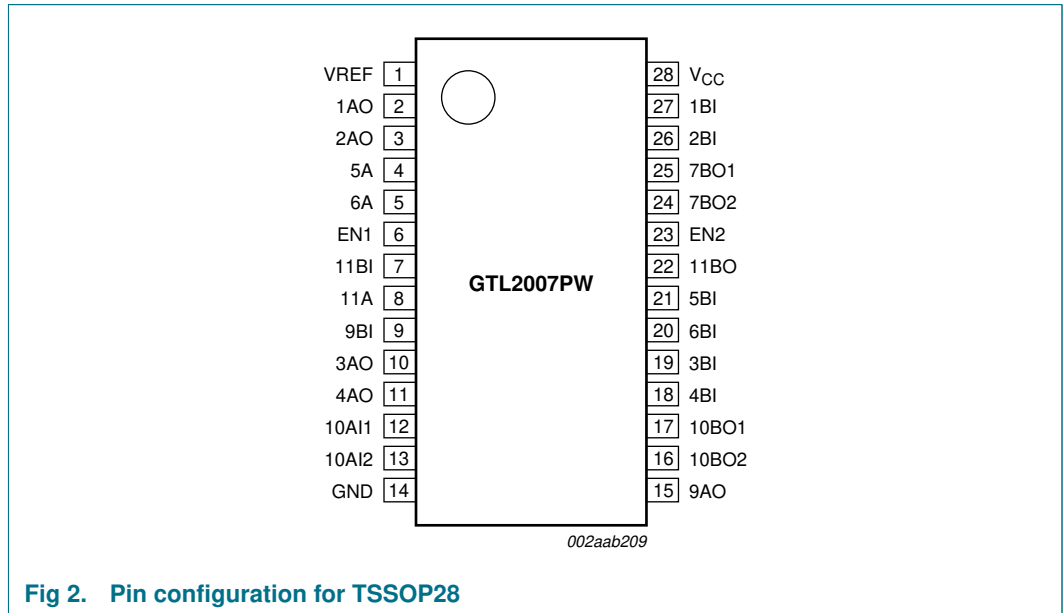 VREF 1 28 VCC
1AO 2 27 1BI
2AO 3 26 2BI
5A 4 25 7BO1
6A 5 24 7BO2
EN1 6 23 EN2
11BI 7 22 11BO
GTL2007PW
11A 8 21 5BI
9BI 9 20 6BI
3AO 10 19 3BI
4AO 11 18 4BI
10AI1 12 17 10BO1
10AI2 13 16 10BO2
GND 14 15 9AO
002aab209
Fig 2. Pin configuration for TSSOP28